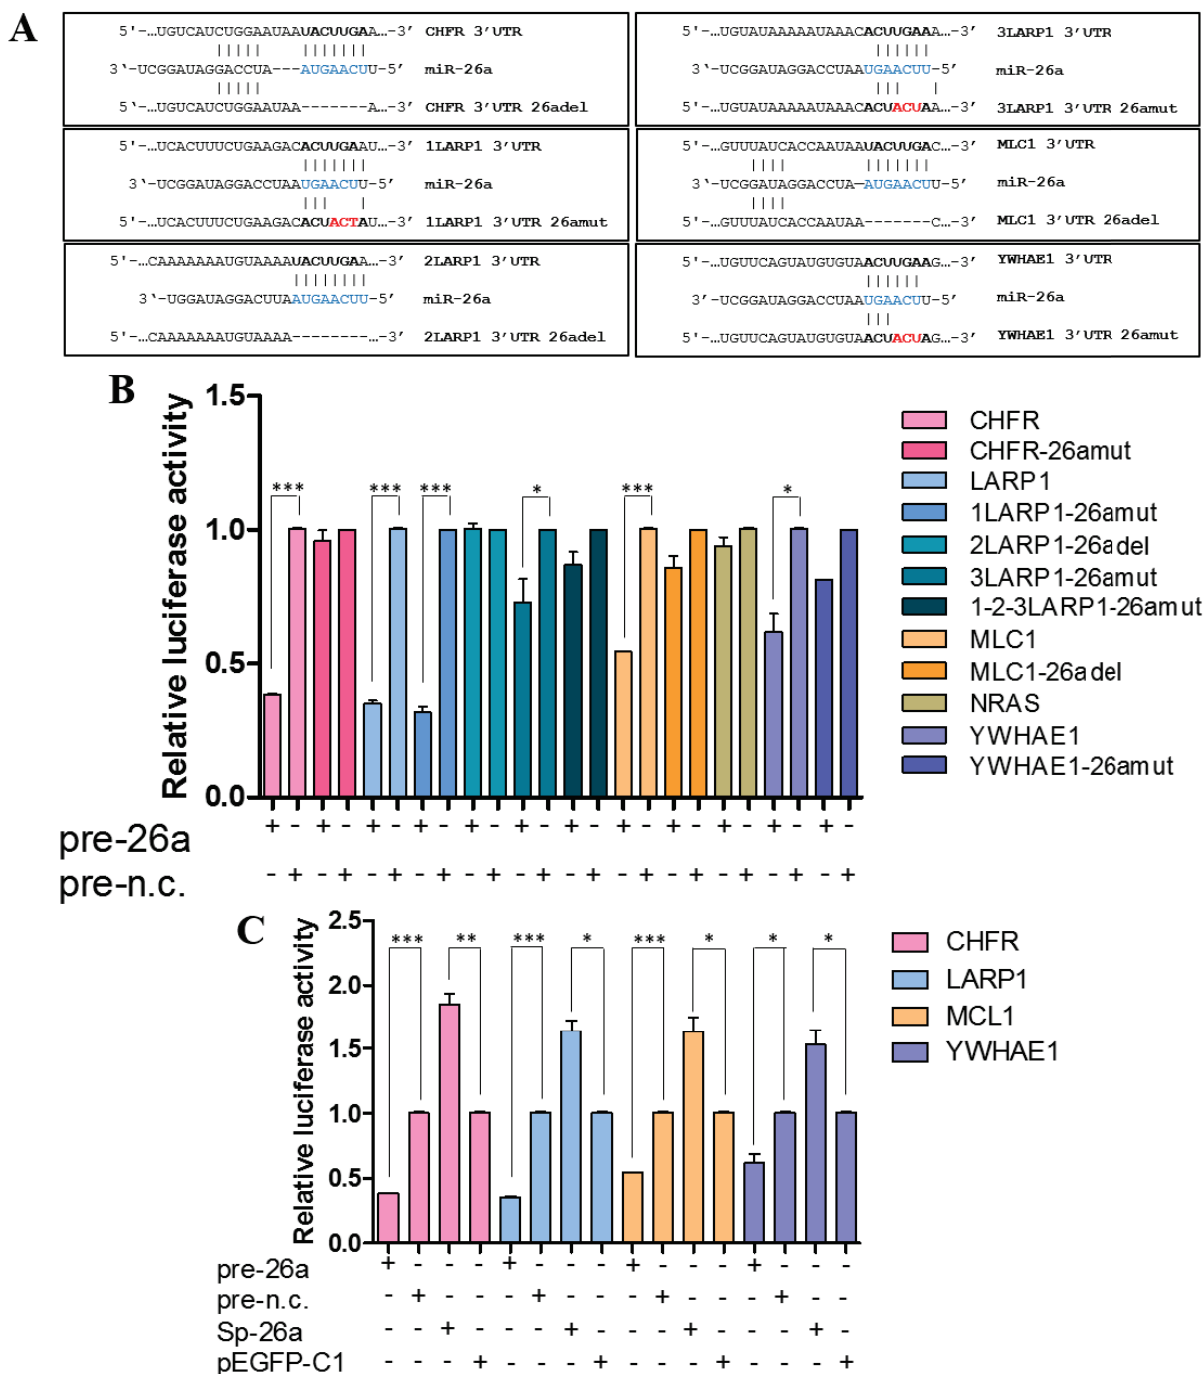 A
5'-…UGUCAUCUGGAAUAAUACUUGAA…-3' CHFR 3'UTR
3'-UCGGAUAGGACCUA---AUGAACUU-5' miR-26a
5'-…UGUCAUCUGGAAUAA-------A…-3' CHFR 3'UTR 26adel
5'-…UCACUUUCUGAAGACACUUGAAU…-3' 1LARP1 3'UTR
3'-UCGGAUAGGACCUAAUGAACUU-5' miR-26a
5'-…UCACUUUCUGAAGACACUACTAU…-3' 1LARP1 3'UTR 26amut
5'-…CAAAAAAAUGUAAAAUACUUGAA…-3' 2LARP1 3'UTR
3'-UGGAUAGGACUUAAUGAACUU-5' miR-26a
5'-…CAAAAAAAUGUAAAA--------…-3' 2LARP1 3'UTR 26adel
5'-…UGUAUAAAAAUAAACACUUGAAA…-3' 3LARP1 3'UTR
3'-UCGGAUAGGACCUAAUGAACUU-5' miR-26a
5'-…UGUAUAAAAAUAAACACUACUAA…-3' 3LARP1 3'UTR 26amut
5'-…GUUUAUCACCAAUAAUACUUGAC…-3' MLC1 3'UTR
3'-UCGGAUAGGACCUA-AUGAACUU-5' miR-26a
5'-…GUUUAUCACCAAUAA-------C…-3' MLC1 3'UTR 26adel
5'-…UGUUCAGUAUGUGUAACUUGAAG…-3' YWHAE1 3'UTR
3'-UCGGAUAGGACCUAAUGAACUU-5' miR-26a
5'-…UGUUCAGUAUGUGUAACUACUAG…-3' YWHAE1 3'UTR 26amut
B
Relative luciferase activity
1.5
1.0
0.5
0.0
*** *** *** * *** *
CHFR
CHFR-26amut
LARP1
1LARP1-26amut
2LARP1-26adel
3LARP1-26amut
1-2-3LARP1-26amut
MLC1
MLC1-26adel
NRAS
YWHAE1
YWHAE1-26amut
pre-26a + - + - + - + - + - + - + - + - + - + - + - + -
pre-n.c. - + - + - + - + - + - + - + - + - + - + - + - +
C
Relative luciferase activity
2.5
2.0
1.5
1.0
0.5
0.0
*** ** *** * *** * * *
CHFR
LARP1
MCL1
YWHAE1
pre-26a + - - - + - - - + - - - + - - -
pre-n.c. - + - - - + - - - + - - - + - -
Sp-26a - - + - - - + - - - + - - - + -
pEGFP-C1 - - - + - - - + - - - + - - - +